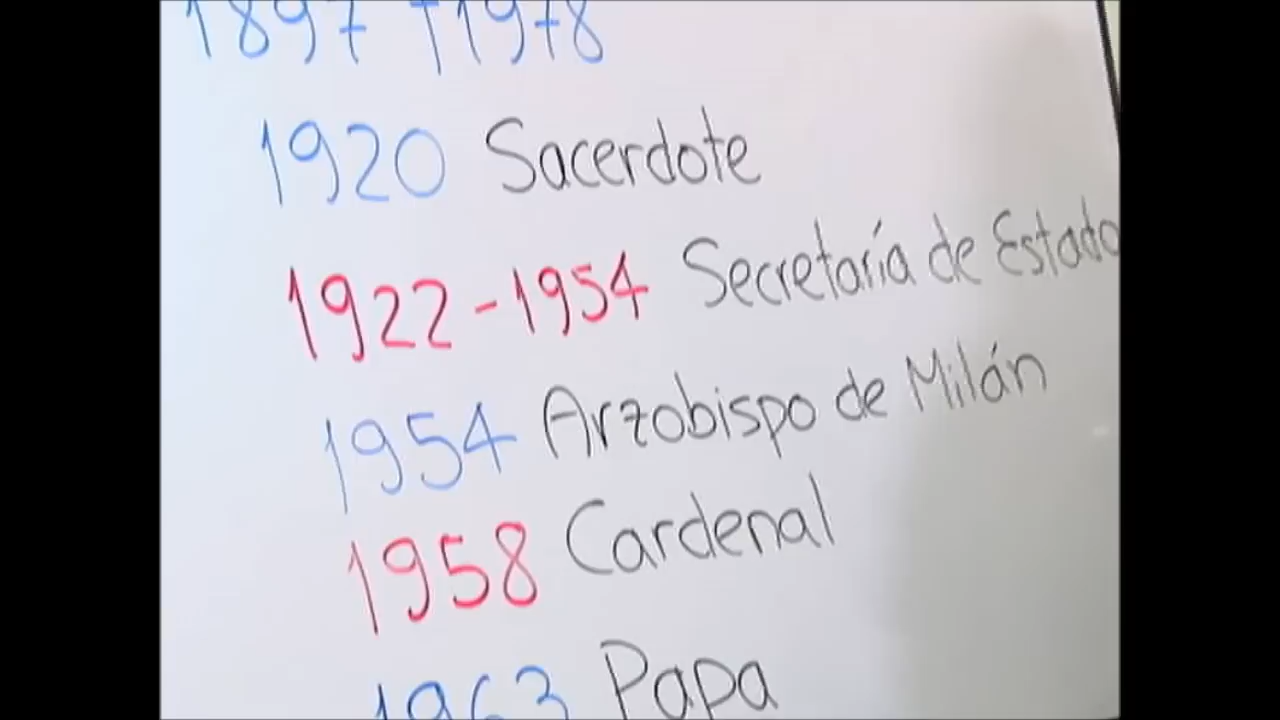 1897 †1978
1920 Sacerdote
1922-1954 Secretaría de Estado
1954 Arzobispo de Milán
1958 Cardenal
1963 Papa